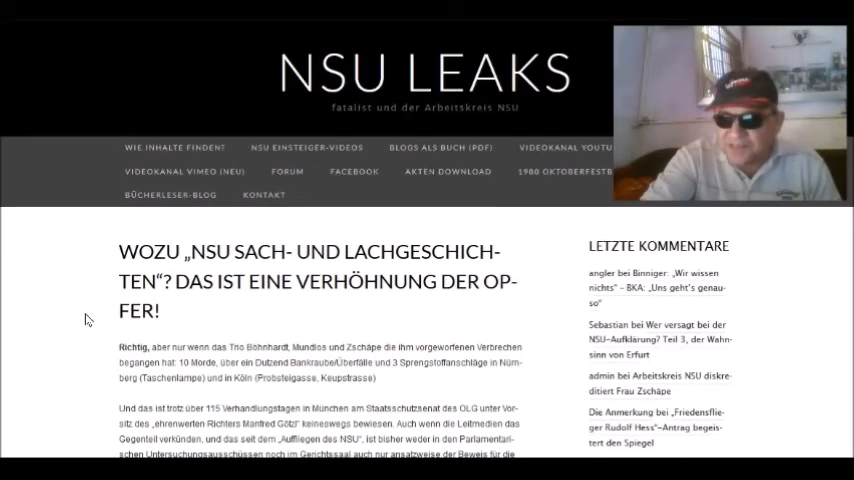 NSU LEAKS
fatalist und der Arbeitskreis NSU
WIE INHALTE FINDEN? NSU EINSTEIGER-VIDEOS BLOGS ALS BUCH (PDF) VIDEOKANAL YOUTU
VIDEOKANAL VIMEO (NEU) FORUM FACEBOOK AKTEN DOWNLOAD 1980 OKTOBERFESTB
BÜCHERLESER-BLOG KONTAKT
WOZU „NSU SACH- UND LACHGESCHICH-
TEN“? DAS IST EINE VERHÖHNUNG DER OP-
FER!
Richtig, aber nur wenn das Trio Böhnhardt, Mundlos und Zschäpe die ihm vorgeworfenen Verbrechen
begangen hat: 10 Morde, über ein Dutzend Bankraube/Überfälle und 3 Sprengstoffanschläge in Nürn-
berg (Taschenlampe) und in Köln (Probsteigasse, Keupstrasse)
Und das ist trotz über 115 Verhandlungstagen in München am Staatsschutzsenat des OLG unter Vor-
sitz des „ehrenwerten Richters Manfred Götzl“ keineswegs bewiesen. Auch wenn die Leitmedien das
Gegenteil verkünden, und das seit dem „Auffliegen des NSU“, ist bisher weder in den Parlamentari-
schen Untersuchungsausschüssen noch im Gerichtssaal auch nur ansatzweise der Beweis für die
LETZTE KOMMENTARE
angler bei Binniger: „Wir wissen
nichts“ – BKA: „Uns geht's genau-
so“
Sebastian bei Wer versagt bei der
NSU-Aufklärung? Teil 3, der Wahn-
sinn von Erfurt
admin bei Arbeitskreis NSU diskre-
ditiert Frau Zschäpe
Die Anmerkung bei „Friedensflie-
ger Rudolf Hess“-Antrag begeis-
tert den Spiegel